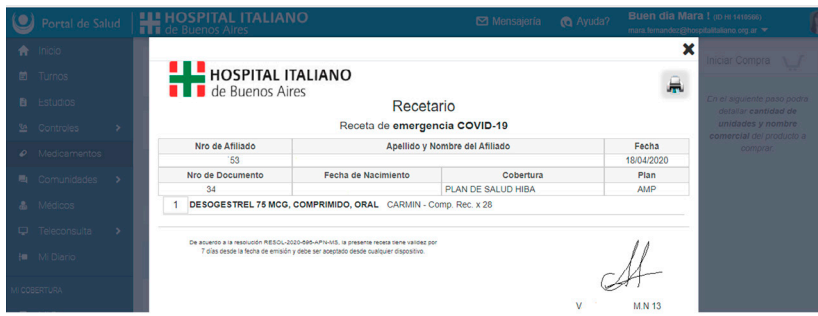 Portal de Salud
HOSPITAL ITALIANO
de Buenos Aires
Mensajería
Ayuda?
Buen dia Mara !
Inicio
Turnos
Estudios
Controles
Medicamentos
Comunidades
Médicos
Teleconsulta
Mi Diario
MI COBERTURA
Iniciar Compra
En el siguiente paso podrá
detallar cantidad de
unidades y nombre
comercial del producto a
comprar.
HOSPITAL ITALIANO
de Buenos Aires
Recetario
Receta de emergencia COVID-19
Nro de Afiliado Apellido y Nombre del Afiliado Fecha
53 18/04/2020
Nro de Documento Fecha de Nacimiento Cobertura Plan
34 PLAN DE SALUD HIBA AMP
1 DESOGESTREL 75 MCG, COMPRIMIDO, ORAL CARMIN - Comp. Rec. x 28
De acuerdo a la resolución RESOL-2020-696-APN-MS, la presente receta tiene validez por
7 días desde la fecha de emisión y debe ser aceptado desde cualquier dispositivo.
V M.N 13